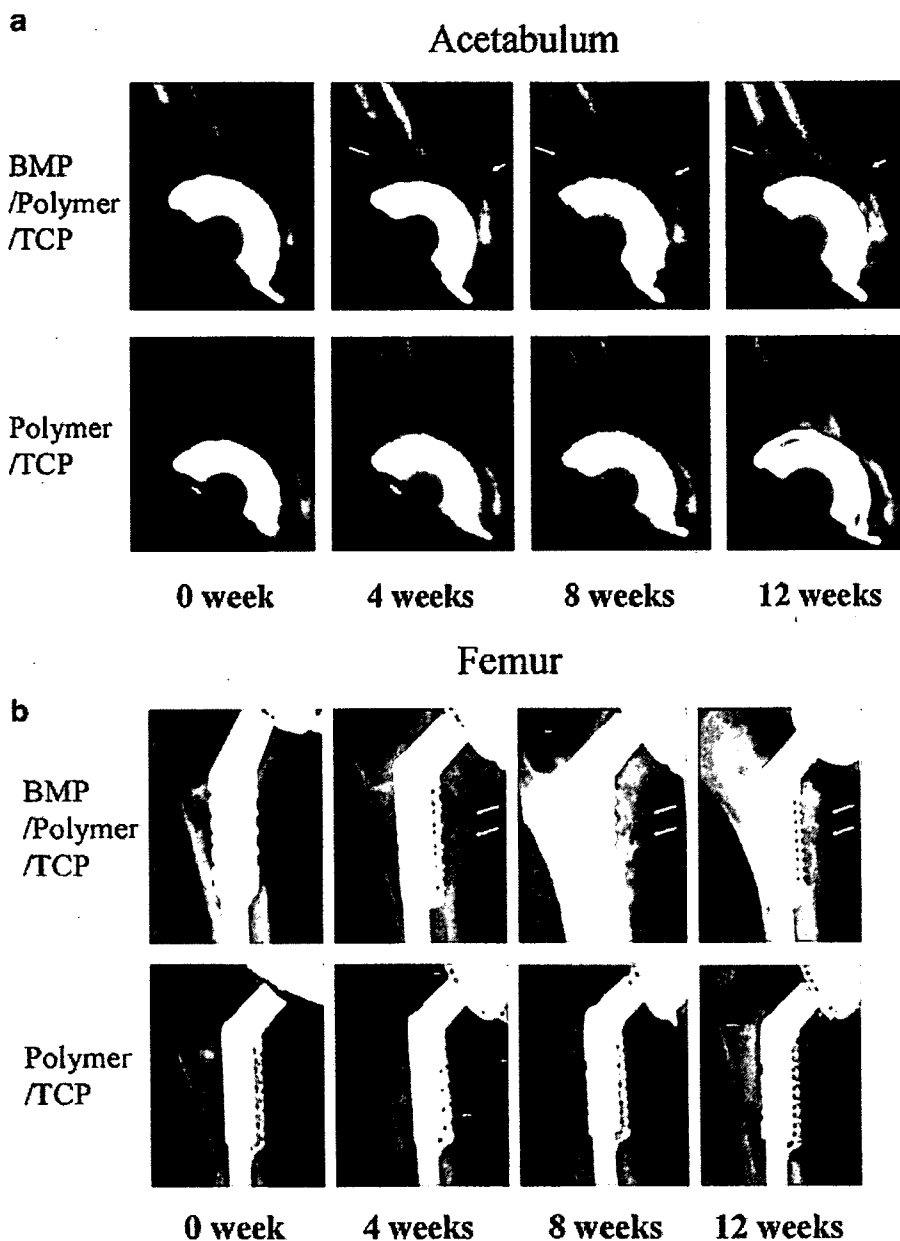 a
Acetabulum
BMP
/Polymer
/TCP
Polymer
/TCP
0 week
4 weeks
8 weeks
12 weeks
Femur
b
BMP
/Polymer
/TCP
Polymer
/TCP
0 week
4 weeks
8 weeks
12 weeks